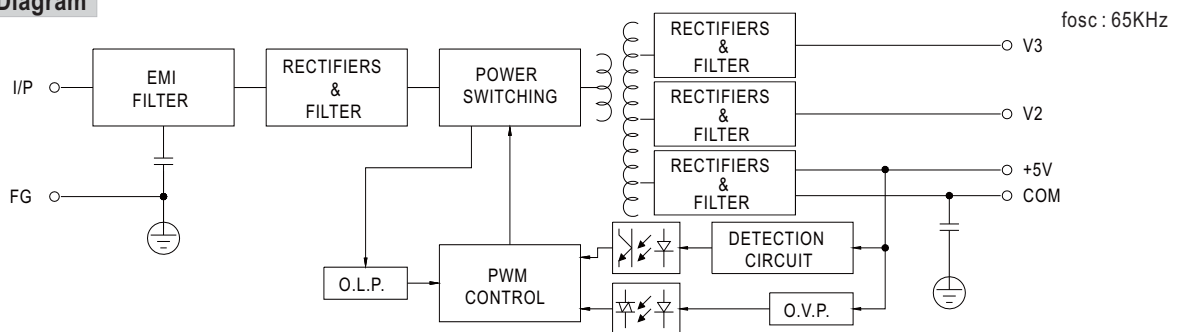 Diagram
fosc : 65KHz
I/P
EMI
FILTER
RECTIFIERS
&
FILTER
POWER
SWITCHING
RECTIFIERS
&
FILTER
V3
RECTIFIERS
&
FILTER
V2
RECTIFIERS
&
FILTER
+5V
COM
FG
O.L.P.
PWM
CONTROL
DETECTION
CIRCUIT
O.V.P.